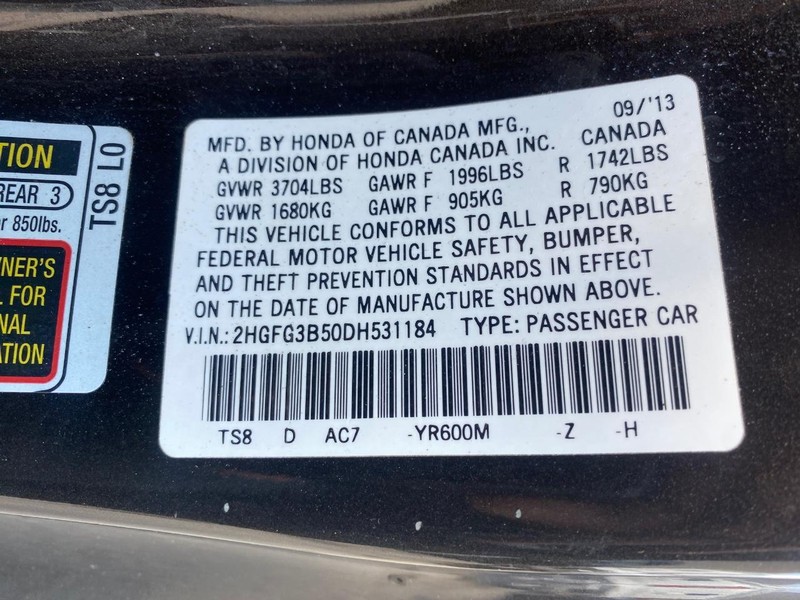 TION
REAR 3
r 850lbs.
NER'S
L FOR
NAL
ATION
TS8 L0
09/'13
MFD. BY HONDA OF CANADA MFG., CANADA
A DIVISION OF HONDA CANADA INC.
GVWR 3704LBS GAWR F 1996LBS R 1742LBS
GVWR 1680KG GAWR F 905KG R 790KG
THIS VEHICLE CONFORMS TO ALL APPLICABLE
FEDERAL MOTOR VEHICLE SAFETY, BUMPER,
AND THEFT PREVENTION STANDARDS IN EFFECT
ON THE DATE OF MANUFACTURE SHOWN ABOVE.
V.I.N.: 2HGFG3B50DH531184 TYPE: PASSENGER CAR
TS8 D AC7 -YR600M -Z -H